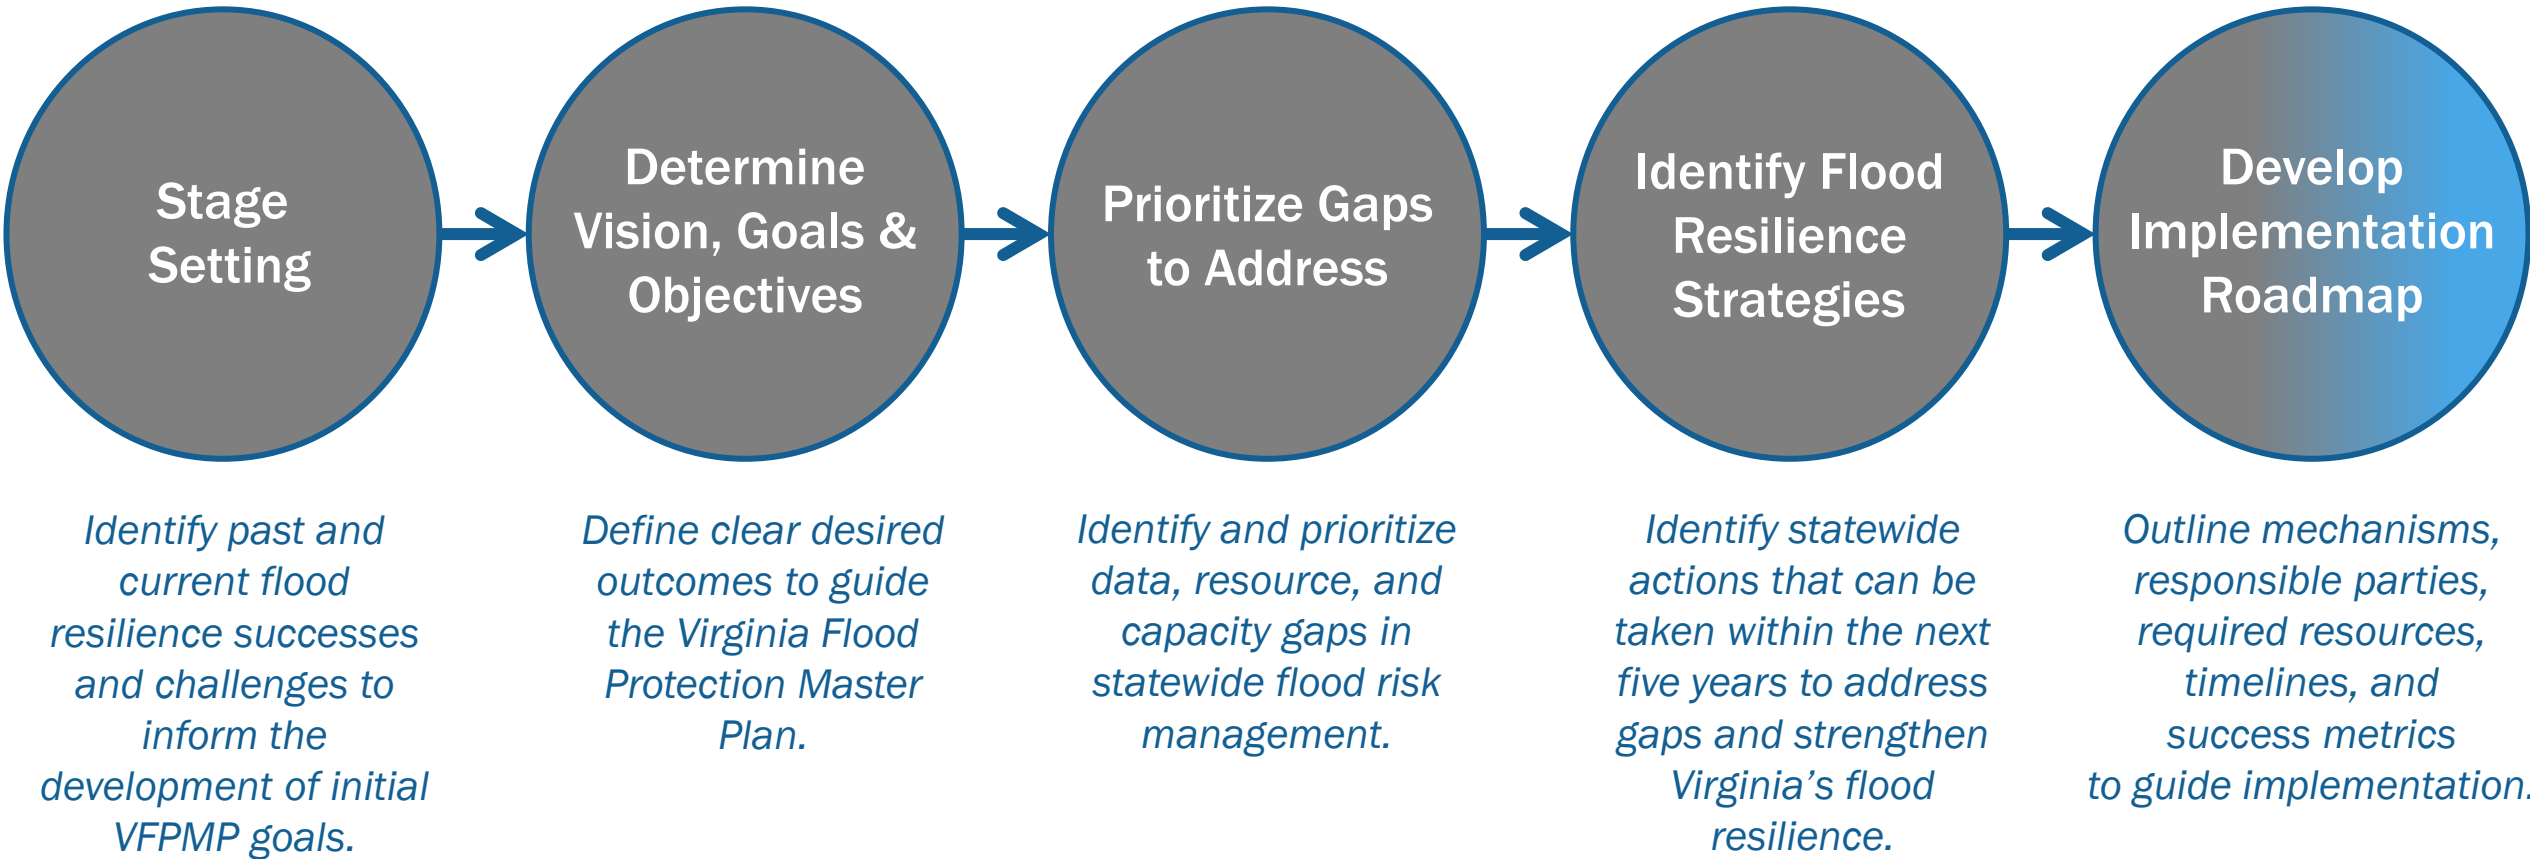 Stage
Setting
Determine
Vision, Goals &
Objectives
Prioritize Gaps
to Address
Identify Flood
Resilience
Strategies
Develop
Implementation
Roadmap
Identify past and
current flood
resilience successes
and challenges to
inform the
development of initial
VFPMP goals.
Define clear desired
outcomes to guide
the Virginia Flood
Protection Master
Plan.
Identify and prioritize
data, resource, and
capacity gaps in
statewide flood risk
management.
Identify statewide
actions that can be
taken within the next
five years to address
gaps and strengthen
Virginia’s flood
resilience.
Outline mechanisms,
responsible parties,
required resources,
timelines, and
success metrics
to guide implementation.